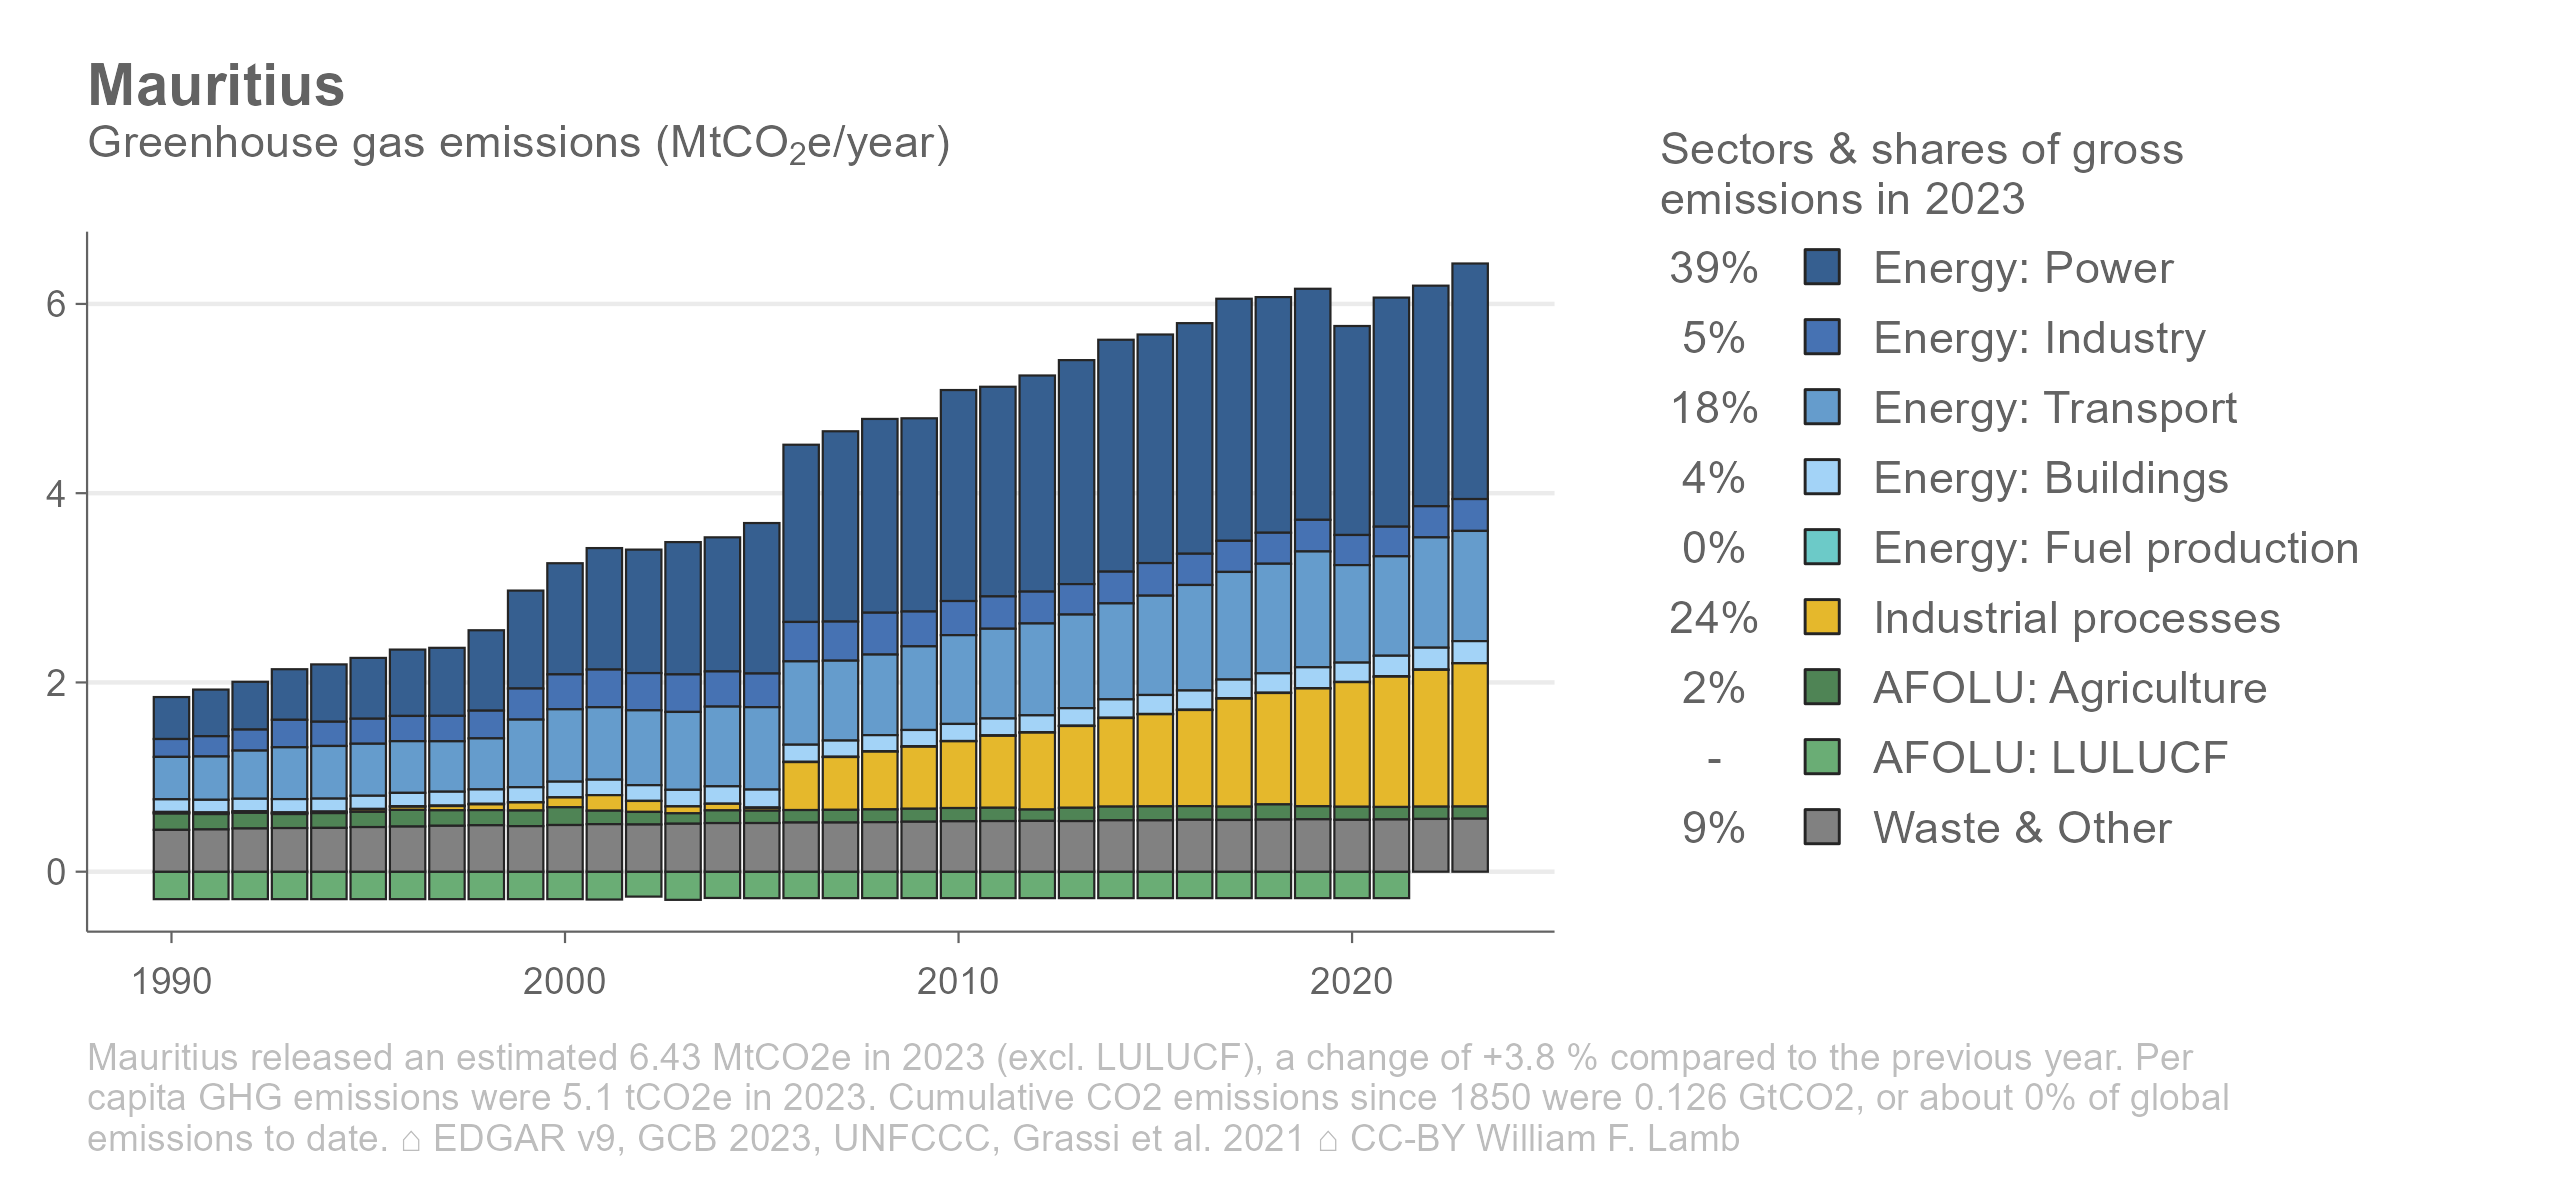 Mauritius
Greenhouse gas emissions (MtCO₂e/year)
Sectors & shares of gross
emissions in 2023
39% Energy: Power
5% Energy: Industry
18% Energy: Transport
4% Energy: Buildings
0% Energy: Fuel production
24% Industrial processes
2% AFOLU: Agriculture
- AFOLU: LULUCF
9% Waste & Other
6
4
2
0
1990 2000 2010 2020
Mauritius released an estimated 6.43 MtCO2e in 2023 (excl. LULUCF), a change of +3.8 % compared to the previous year. Per
capita GHG emissions were 5.1 tCO2e in 2023. Cumulative CO2 emissions since 1850 were 0.126 GtCO2, or about 0% of global
emissions to date. ⌂ EDGAR v9, GCB 2023, UNFCCC, Grassi et al. 2021 ⌂ CC-BY William F. Lamb